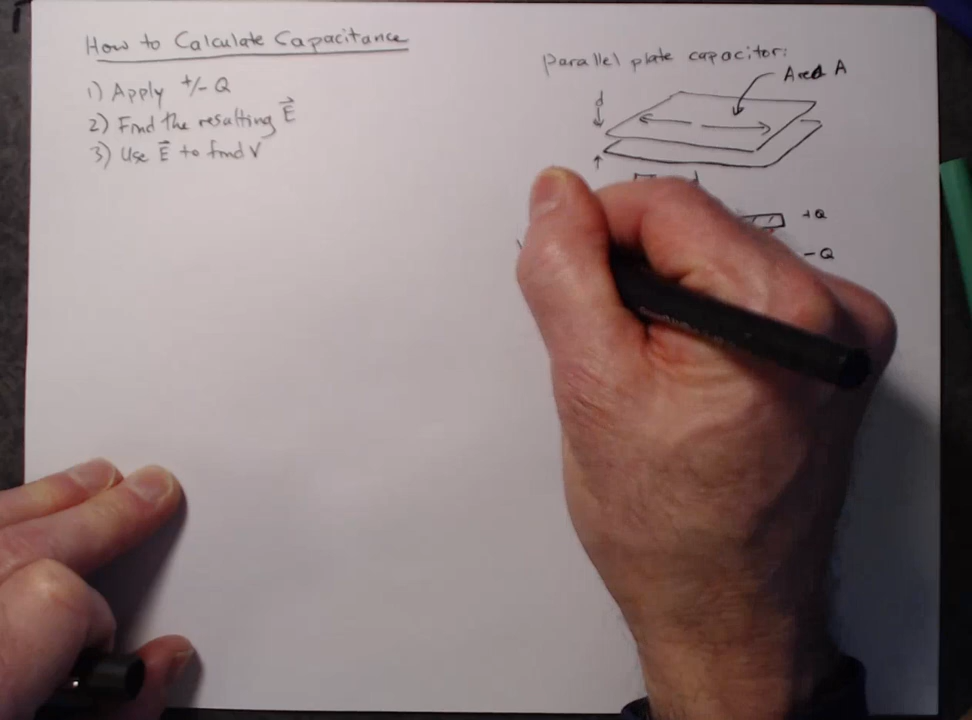 How to Calculate Capacitance
1) Apply +/- Q
2) Find the resulting E⃗
3) Use E⃗ to find V
Parallel plate capacitor:
Area A
d
d
+Q
-Q